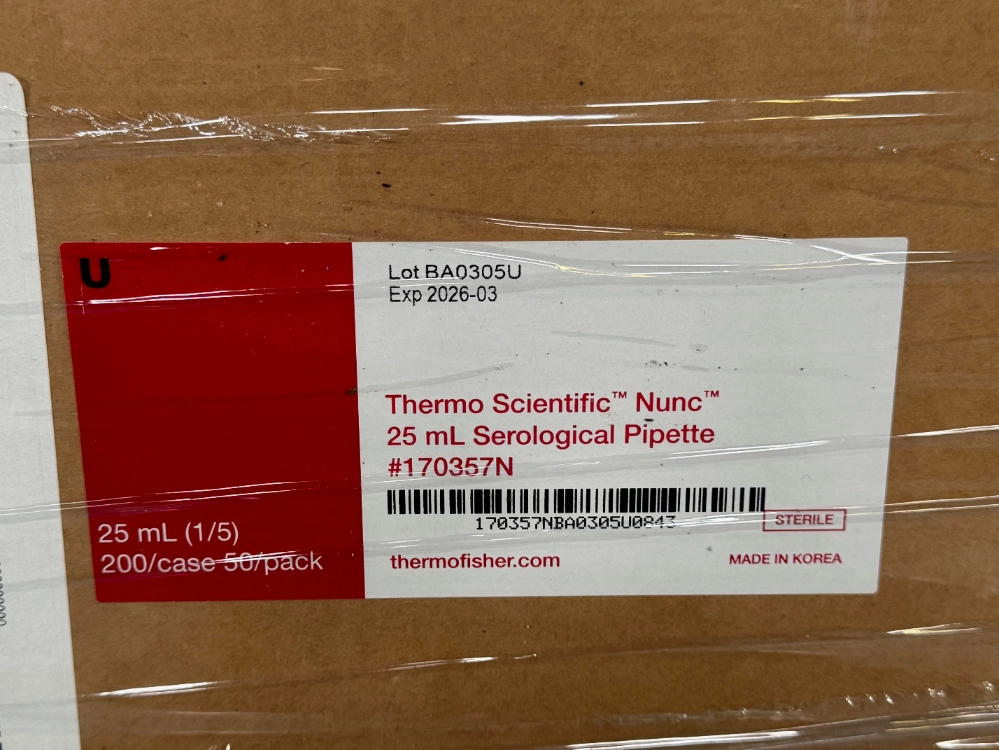 U
Lot BA0305U
Exp 2026-03
Thermo Scientific™ Nunc™
25 mL Serological Pipette
#170357N
170357NBA0305U0843
STERILE
25 mL (1/5)
200/case 50/pack
thermofisher.com
MADE IN KOREA